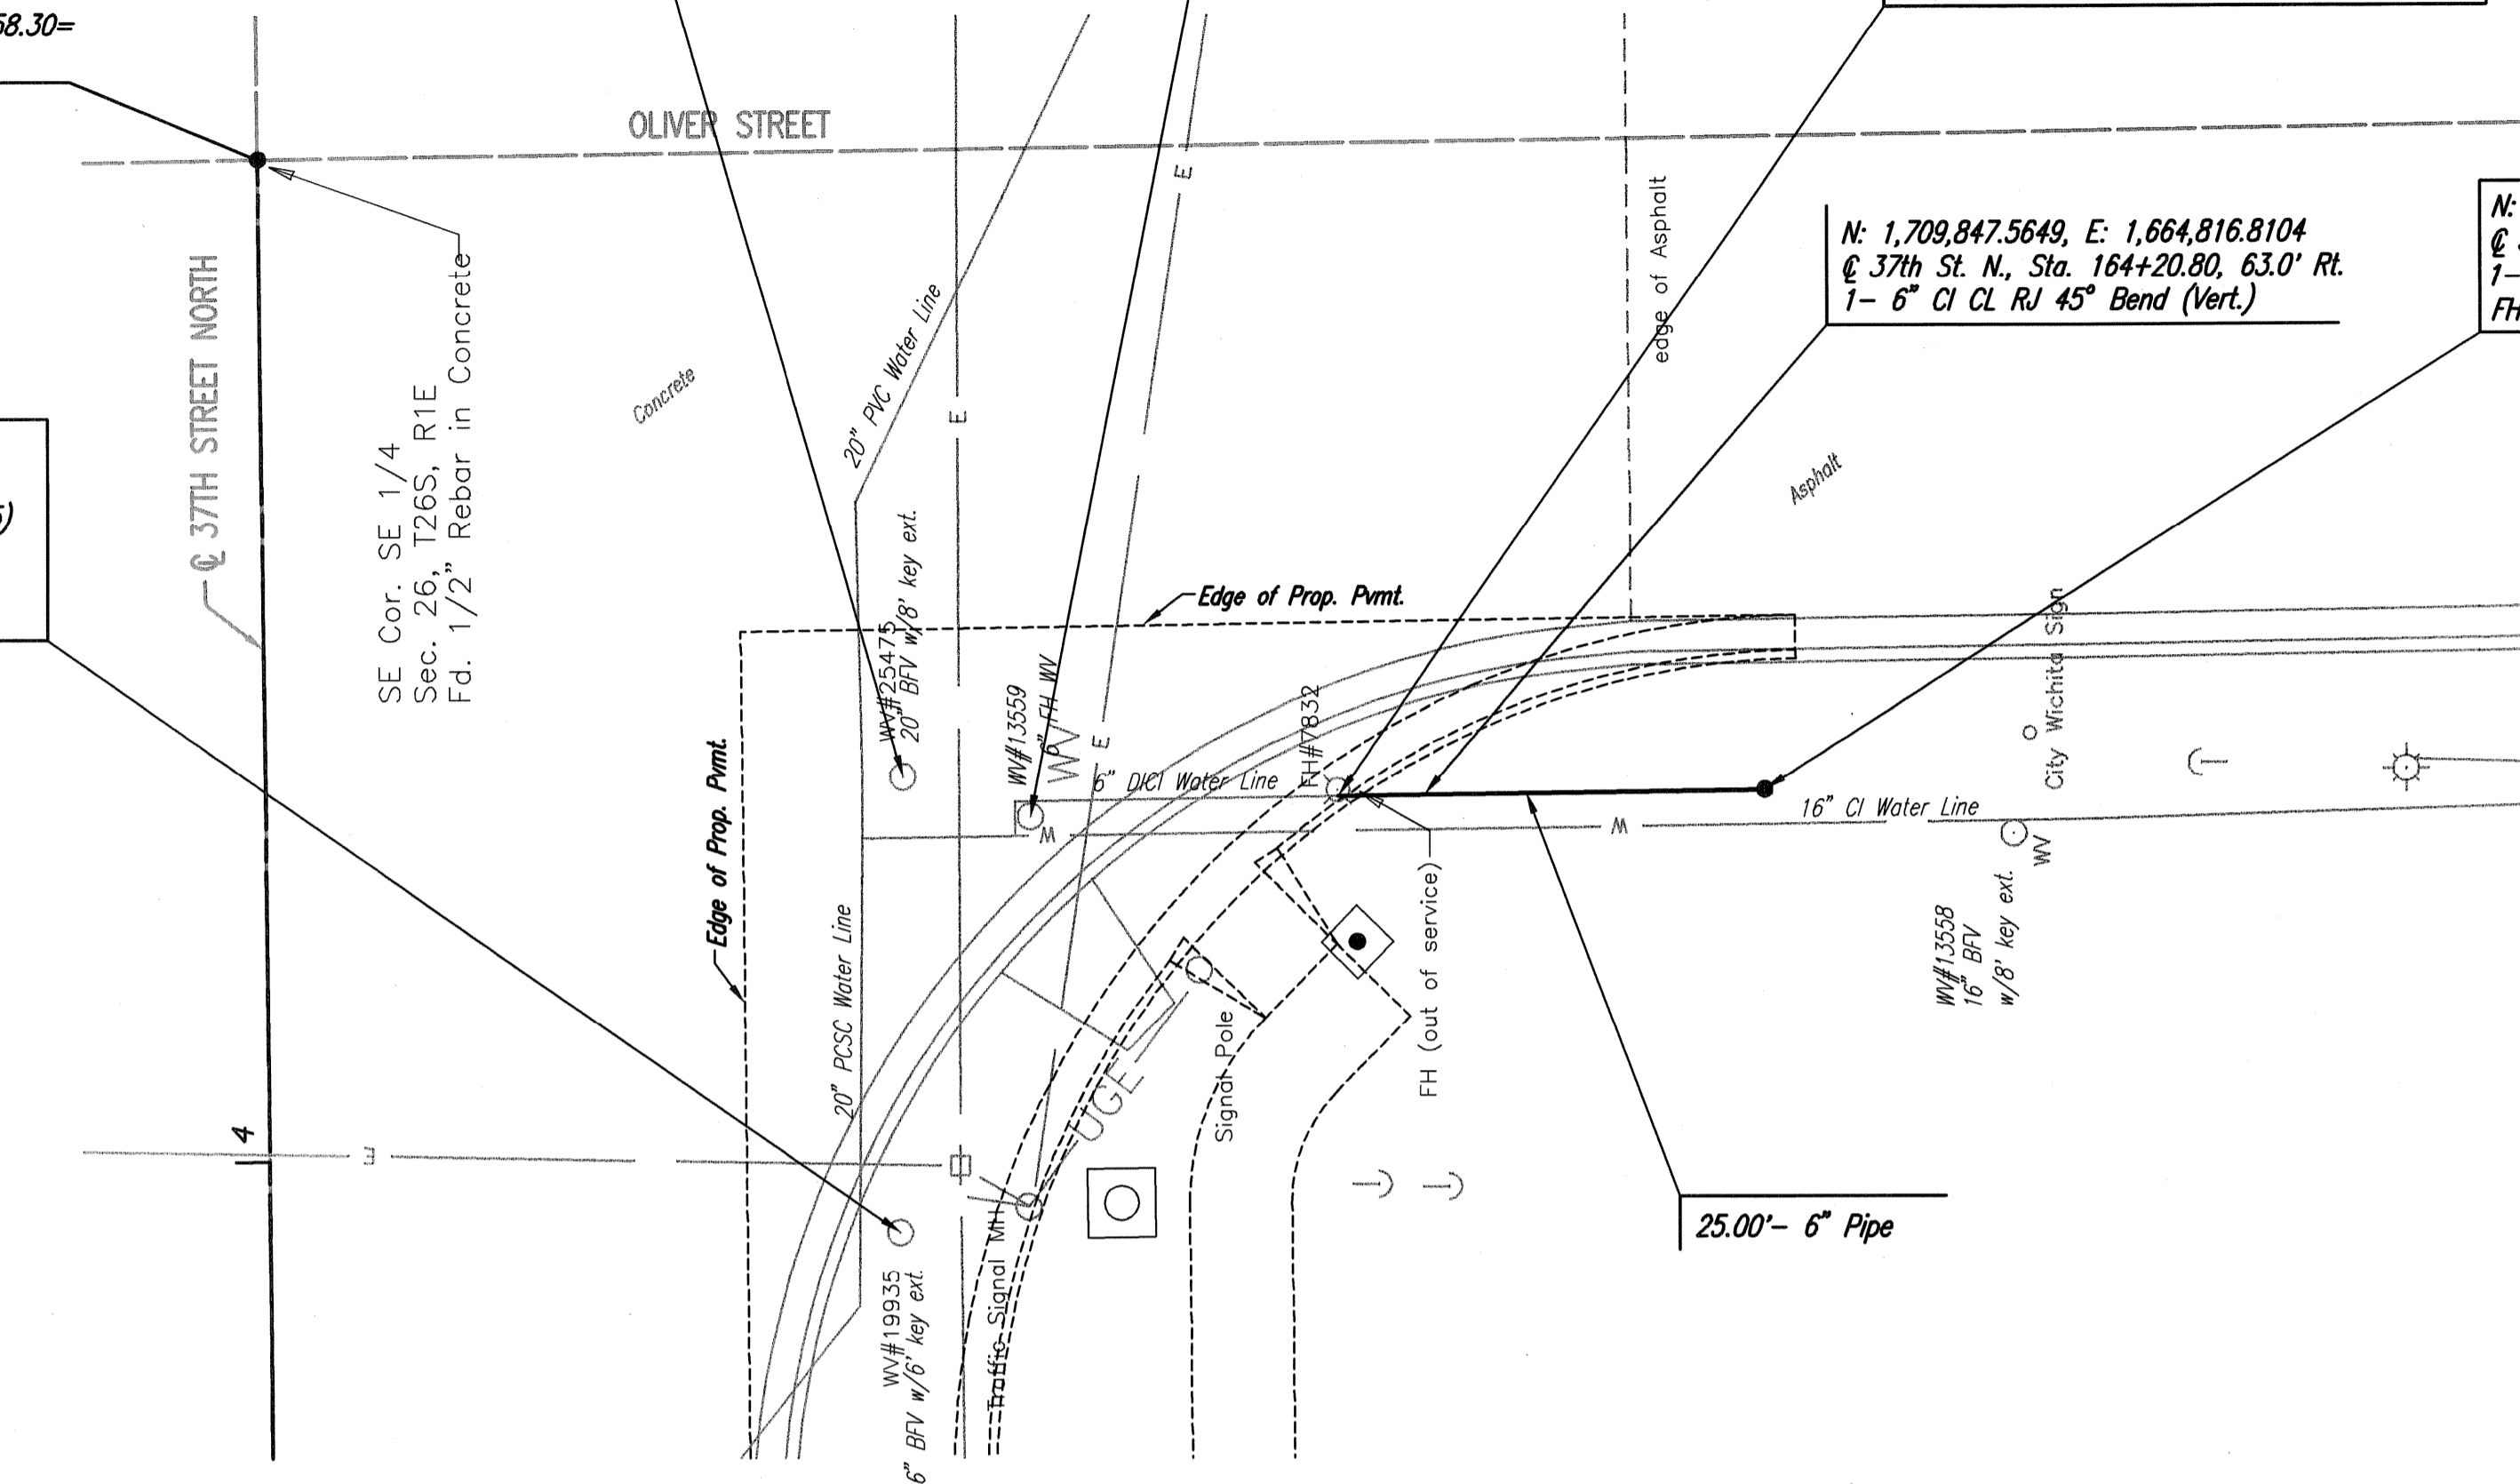 58.30=
OLIVER STREET
℄ 37TH STREET NORTH
SE Cor. SE 1/4
Sec. 26, T26S, R1E
Fd. 1/2" Rebar in Concrete
Concrete
20" PVC Water Line
E
E
edge of Asphalt
N: 1,709,847.5649, E: 1,664,816.8104
℄ 37th St. N., Sta. 164+20.80, 63.0' Rt.
1- 6" CI CL RJ 45° Bend (Vert.)
N:
℄
1-
FH
Asphalt
Edge of Prop. Pvmt.
WV#25475
20" BFV w/8' key ext.
WV#13559
6" FH WV
WV
E
6" DICI Water Line
FH#7832
City Wichita Sign
16" CI Water Line
W
W
WV
WV#13558
16" BFV
w/8' key ext.
Edge of Prop. Pvmt.
20" PCSC Water Line
FH (out of service)
Signal Pole
UGE
4
E
25.00'- 6" Pipe
Traffic Signal MH
WV#19935
6" BFV w/6' key ext.